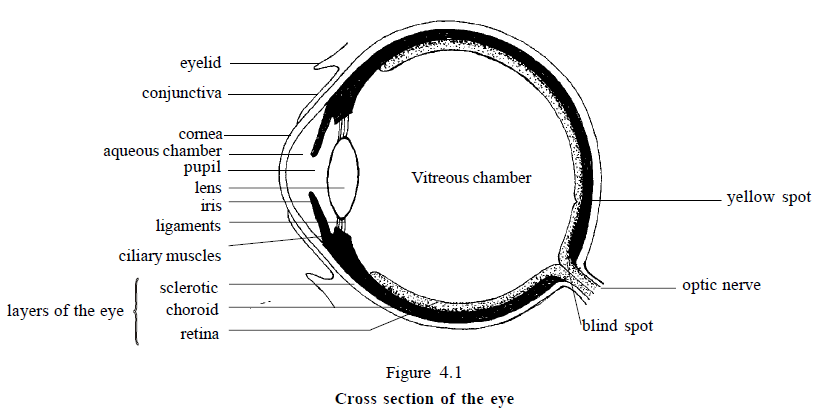 eyelid
conjunctiva
cornea
aqueous chamber
pupil
lens
iris
ligaments
ciliary muscles
sclerotic
choroid
retina
layers of the eye
Vitreous chamber
yellow spot
optic nerve
blind spot
Figure 4.1
Cross section of the eye